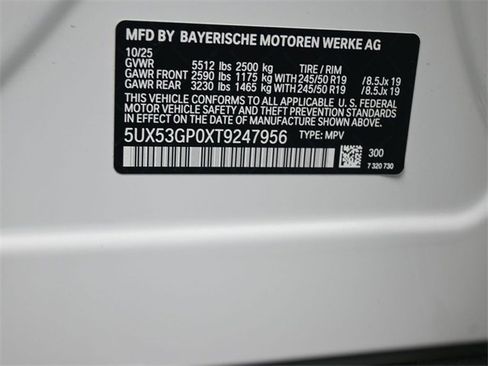 MFD BY BAYERISCHE MOTOREN WERKE AG
10/25
GVWR 5512 lbs 2500 kg TIRE / RIM
GAWR FRONT 2590 lbs 1175 kg WITH 245/50 R19 /8.5Jx 19
GAWR REAR 3230 lbs 1465 kg WITH 245/50 R19 /8.5Jx 19
THIS VEHICLE CONFORMS TO ALL APPLICABLE U. S. FEDERAL
MOTOR VEHICLE SAFETY AND THEFT PREVENTION STANDARDS
IN EFFECT ON THE DATE OF MANUFACTURE SHOWN ABOVE.
5UX53GP0XT9247956 TYPE: MPV
300
7 320 730